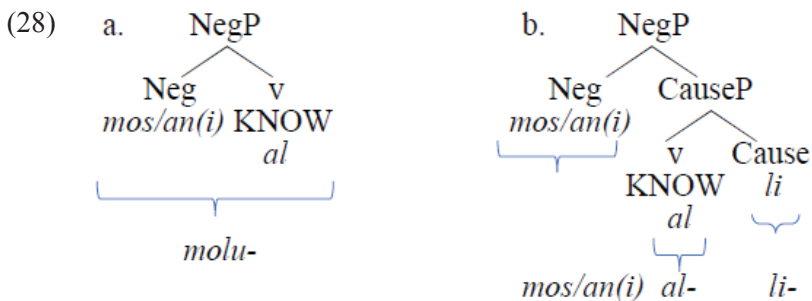 (28) a. NegP b. NegP
Neg v Neg CauseP
mos/an(i) KNOW mos/an(i)
al v Cause
KNOW li
molu- al
mos/an(i) al- li-